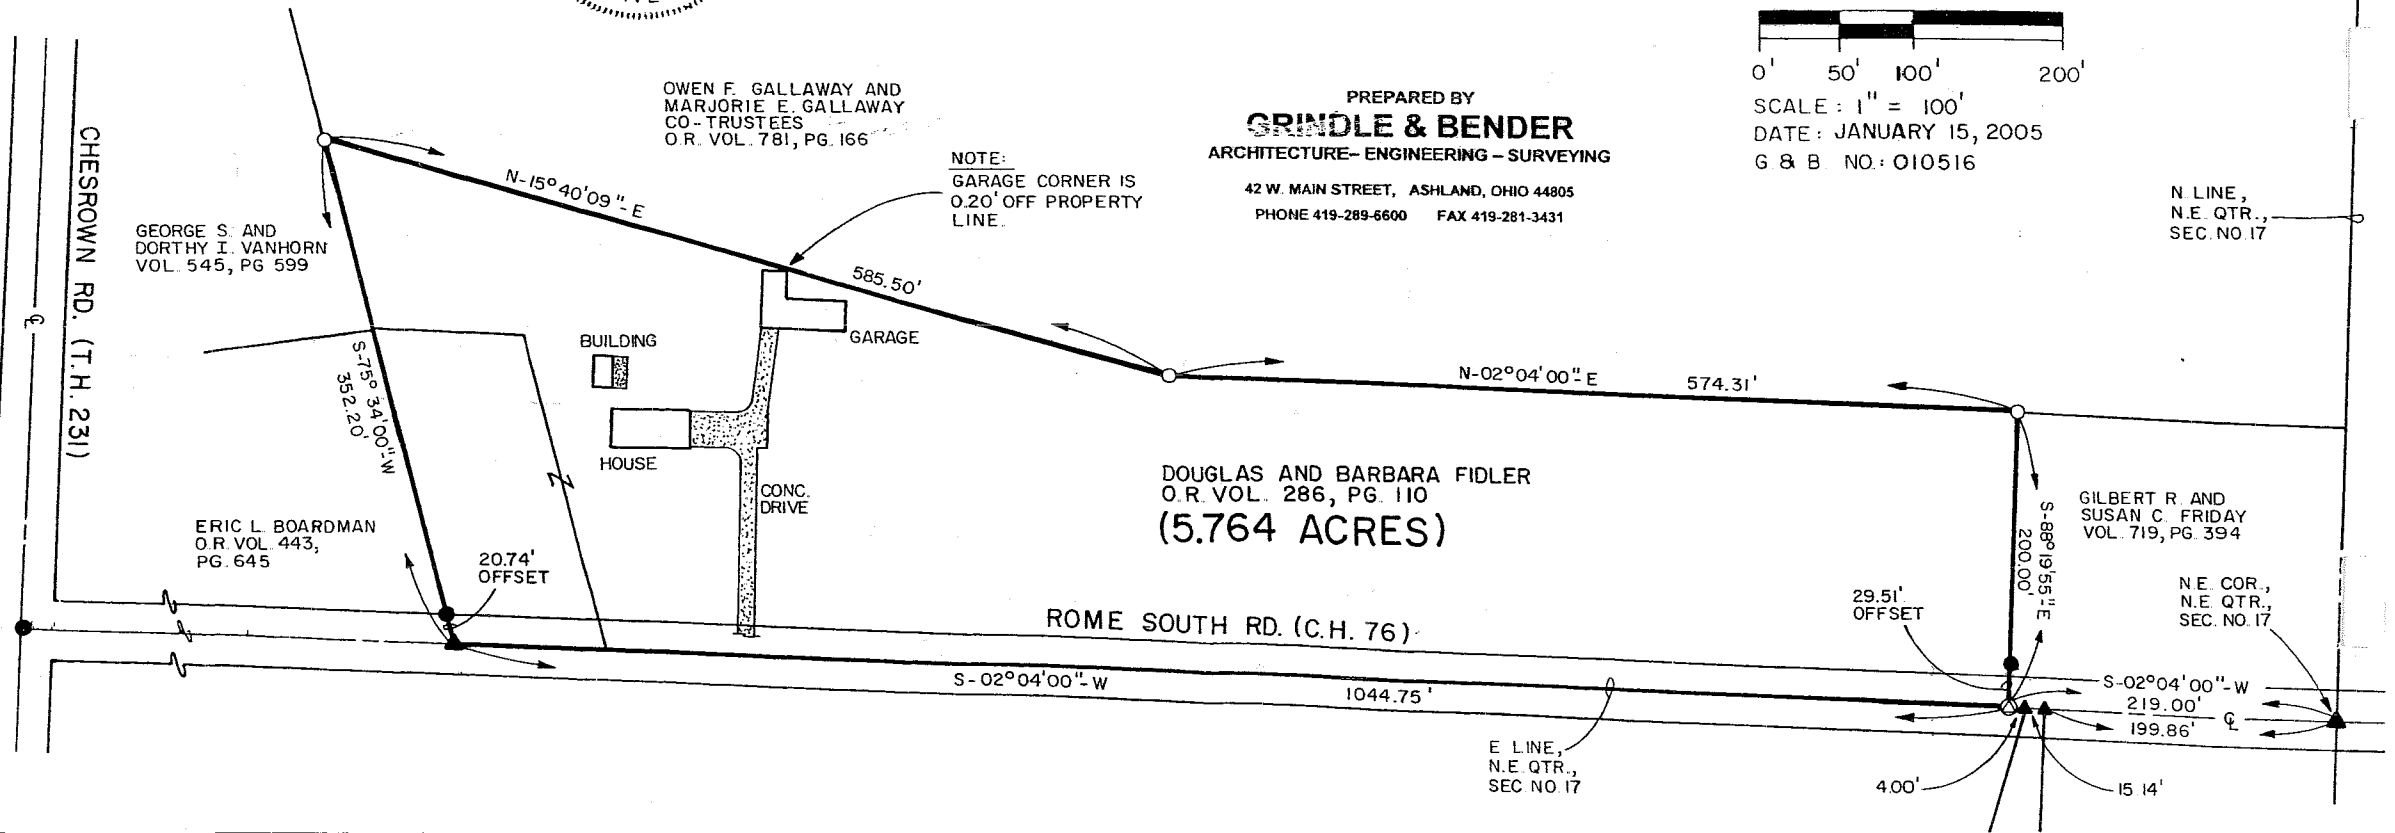 OWEN F. GALLAWAY AND
MARJORIE E. GALLAWAY
CO-TRUSTEES
O.R. VOL. 781, PG. 166
PREPARED BY
GRINDLE & BENDER
ARCHITECTURE- ENGINEERING - SURVEYING
42 W. MAIN STREET, ASHLAND, OHIO 44805
PHONE 419-289-6600 FAX 419-281-3431
0' 50' 100' 200'
SCALE : 1" = 100'
DATE : JANUARY 15, 2005
G & B NO.: 010516
N LINE,
N.E. QTR.,
SEC. NO. 17
NOTE:
GARAGE CORNER IS
0.20' OFF PROPERTY
LINE.
CHESROWN RD. (T.H. 231)
GEORGE S. AND
DORTHY I. VANHORN
VOL. 545, PG 599
N-15°40'09"-E
585.50'
BUILDING
GARAGE
HOUSE
CONC.
DRIVE
S-75°34'00"-W
352.20'
N-02°04'00"-E 574.31'
DOUGLAS AND BARBARA FIDLER
O.R. VOL. 286, PG. 110
(5.764 ACRES)
S-88°19'55"E
200.00'
GILBERT R. AND
SUSAN C. FRIDAY
VOL. 719, PG. 394
ERIC L. BOARDMAN
O.R. VOL. 443,
PG. 645
20.74'
OFFSET
ROME SOUTH RD. (C.H. 76)
29.51'
OFFSET
N.E. COR.,
N.E. QTR.,
SEC. NO. 17
S-02°04'00"-W
1044.75'
S-02°04'00"-W
219.00'
199.86'
E LINE,
N.E. QTR.,
SEC. NO. 17
4.00'
15.14'